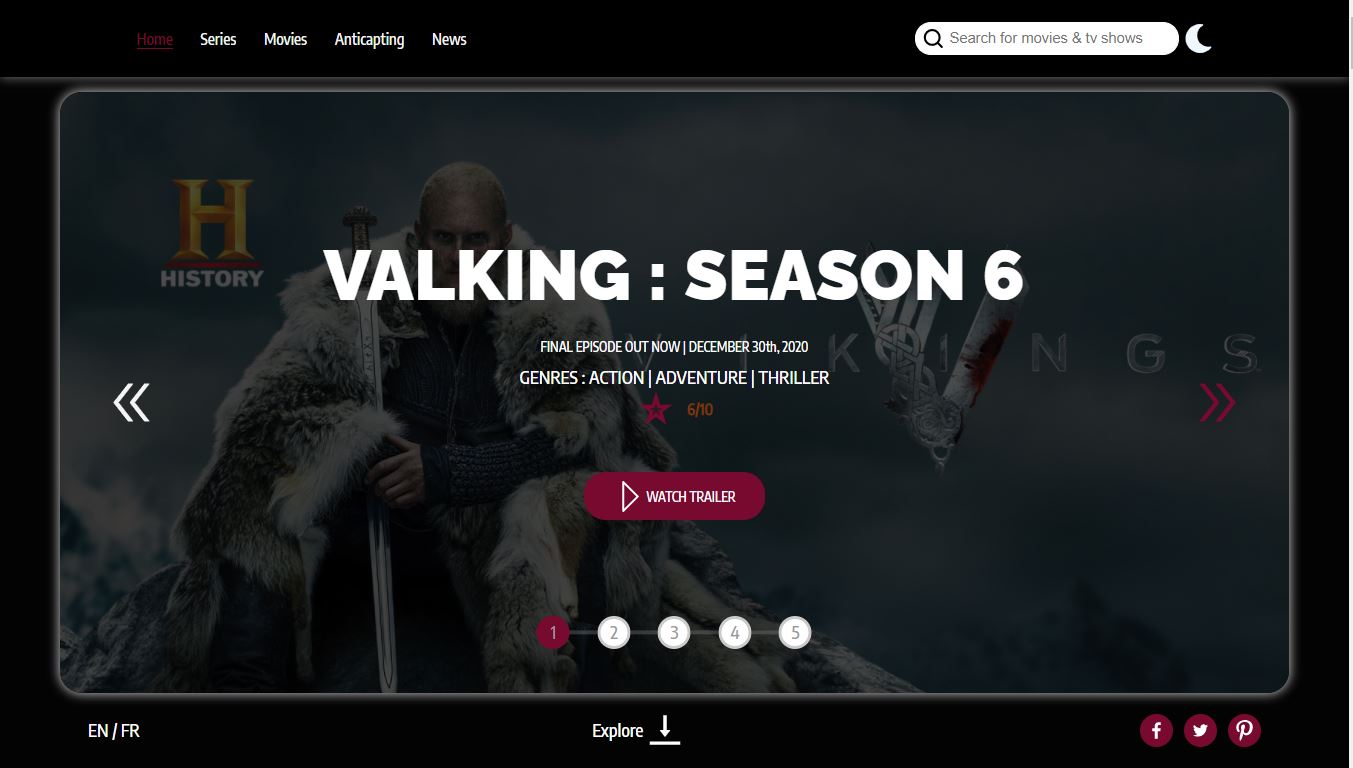 Home Series Movies Anticapting News
Search for movies & tv shows
HISTORY
VALKING : SEASON 6
VIKINGS
FINAL EPISODE OUT NOW | DECEMBER 30th, 2020
GENRES : ACTION | ADVENTURE | THRILLER
6/10
WATCH TRAILER
1 2 3 4 5
EN / FR
Explore